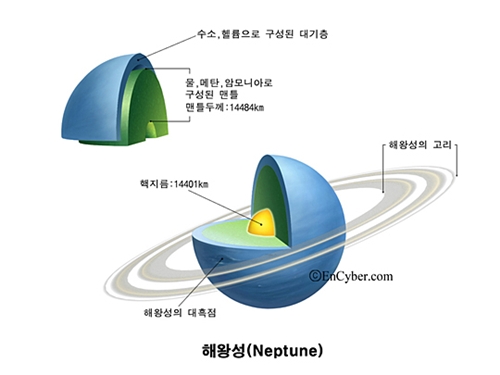 수소,헬륨으로 구성된 대기층
물,메탄,암모니아로
구성된 맨틀
맨틀두께:14484km
해왕성의 고리
핵지름:14401km
©EnCyber.com
해왕성의 대흑점
해왕성(Neptune)